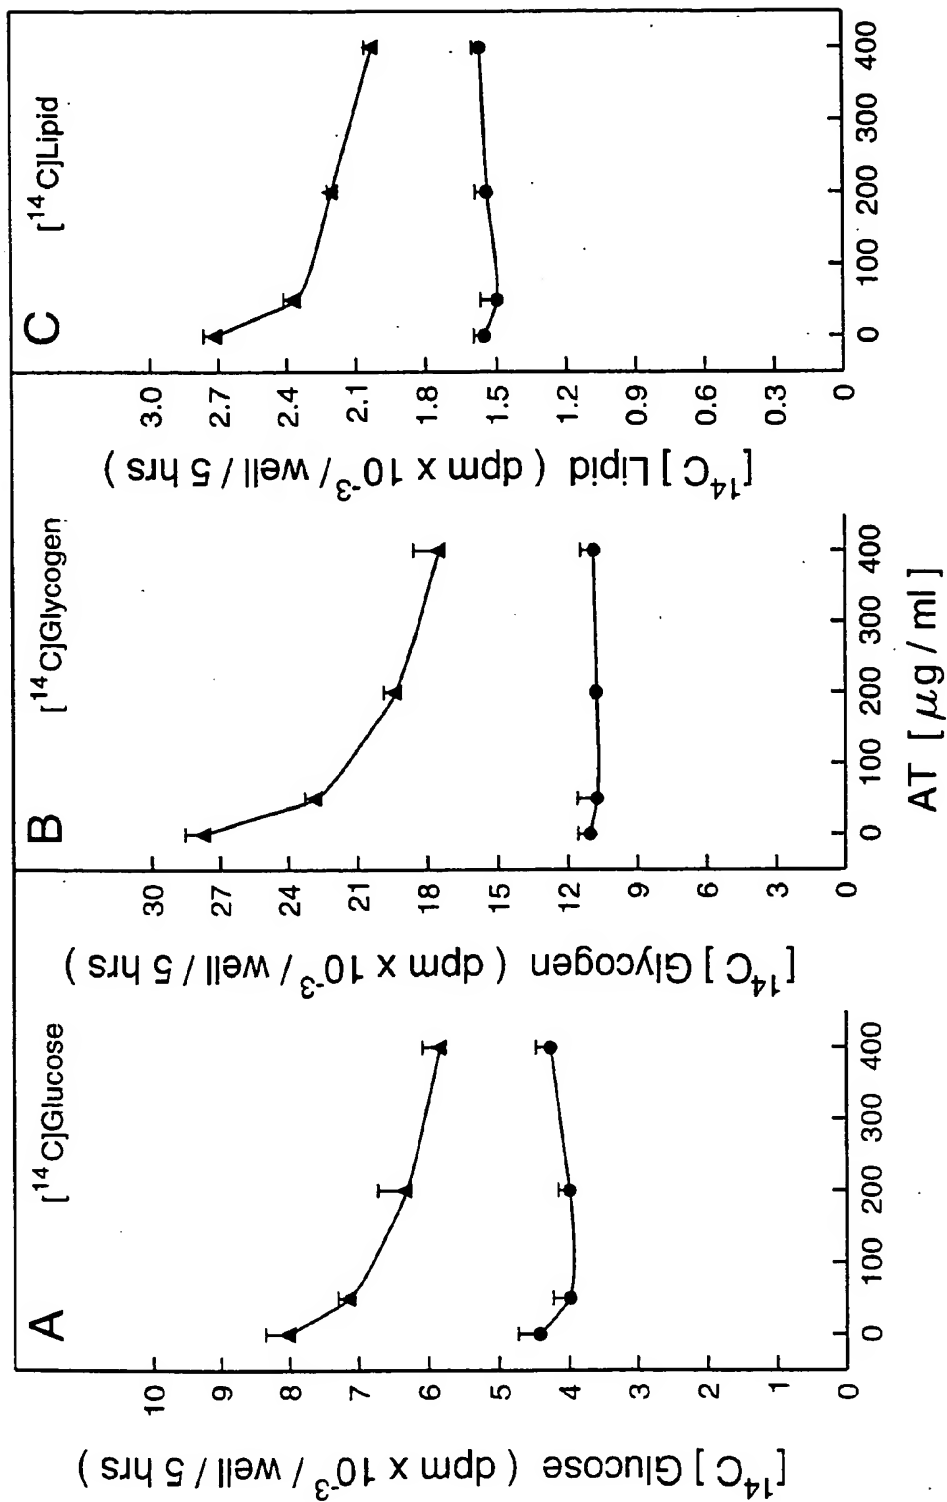 A
[14C]Glucose
[14C] Glucose ( dpm x 10-3 / well / 5 hrs )
10
9
8
7
6
5
4
3
2
1
0
0 100 200 300 400
B
[14C]Glycogen
[14C] Glycogen ( dpm x 10-3 / well / 5 hrs )
30
27
24
21
18
15
12
9
6
3
0
0 100 200 300 400
AT [ μg / ml ]
C
[14C]Lipid
[14C] Lipid ( dpm x 10-3 / well / 5 hrs )
3.0
2.7
2.4
2.1
1.8
1.5
1.2
0.9
0.6
0.3
0
0 100 200 300 400